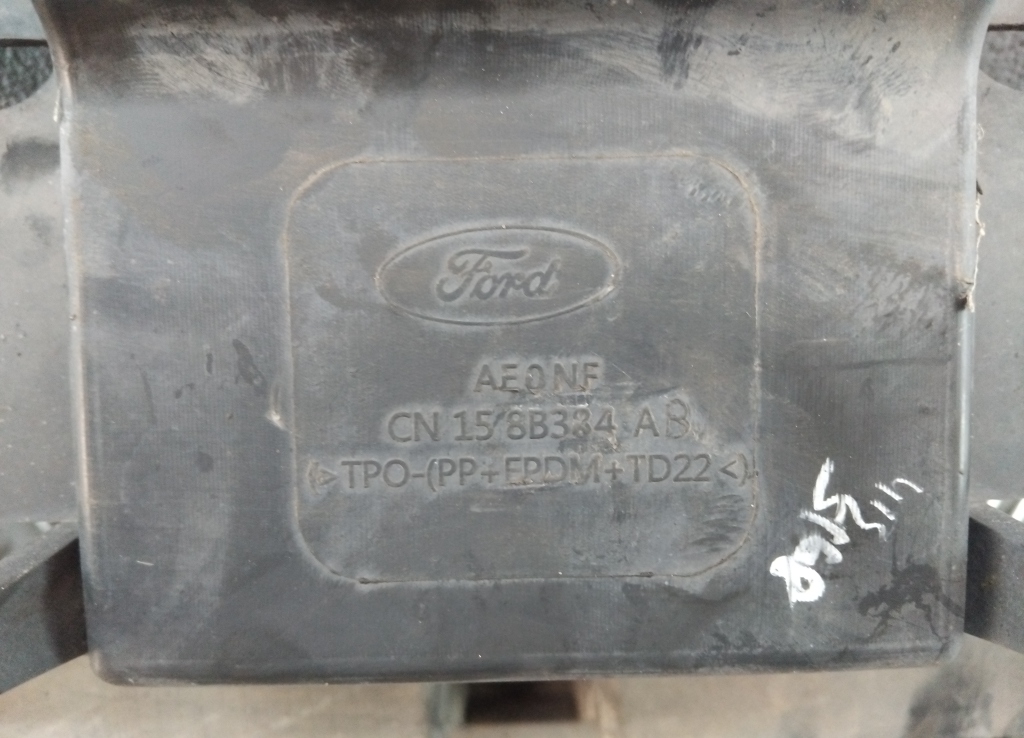 Ford
AE0NF
CN 15 8B384 AB
(>TPO-(PP+EPDM+TD22<)